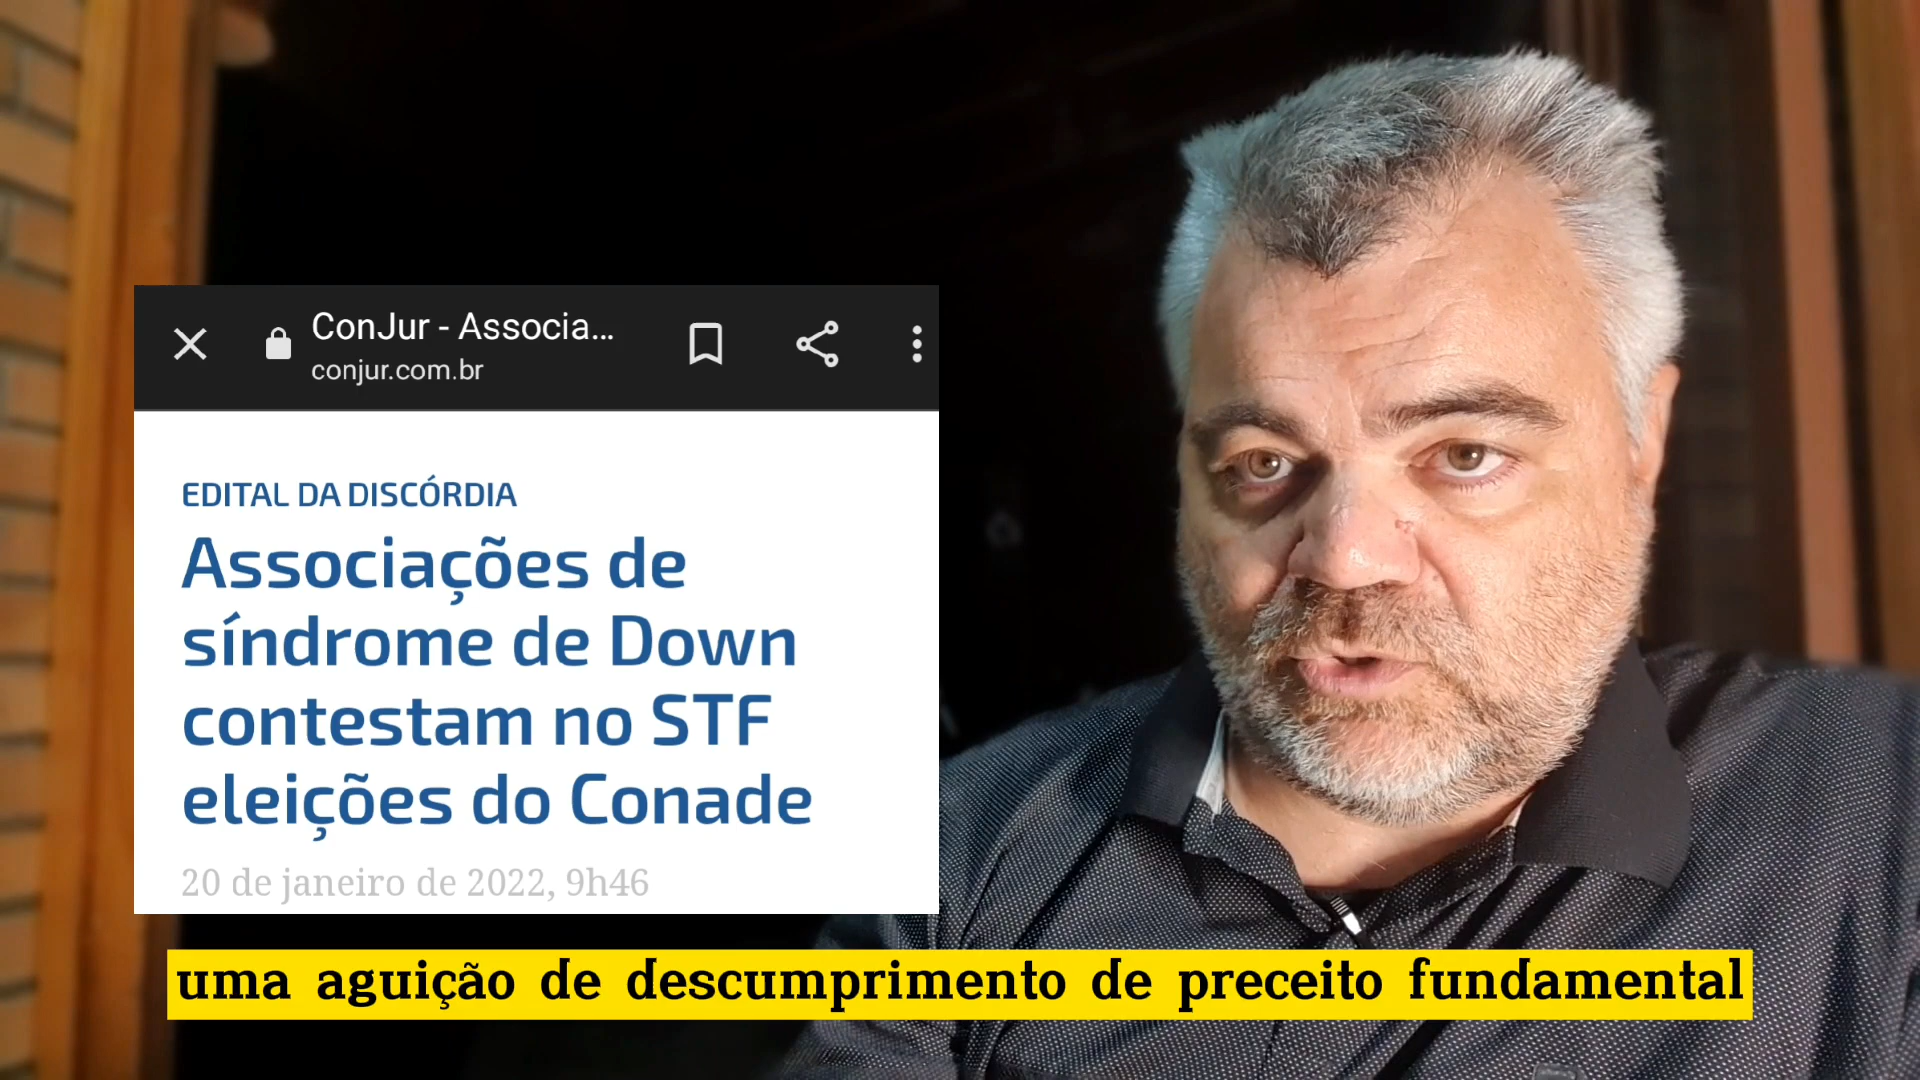 ConJur - Associa...
conjur.com.br
EDITAL DA DISCÓRDIA
Associações de
síndrome de Down
contestam no STF
eleições do Conade
20 de janeiro de 2022, 9h46
uma aguição de descumprimento de preceito fundamental